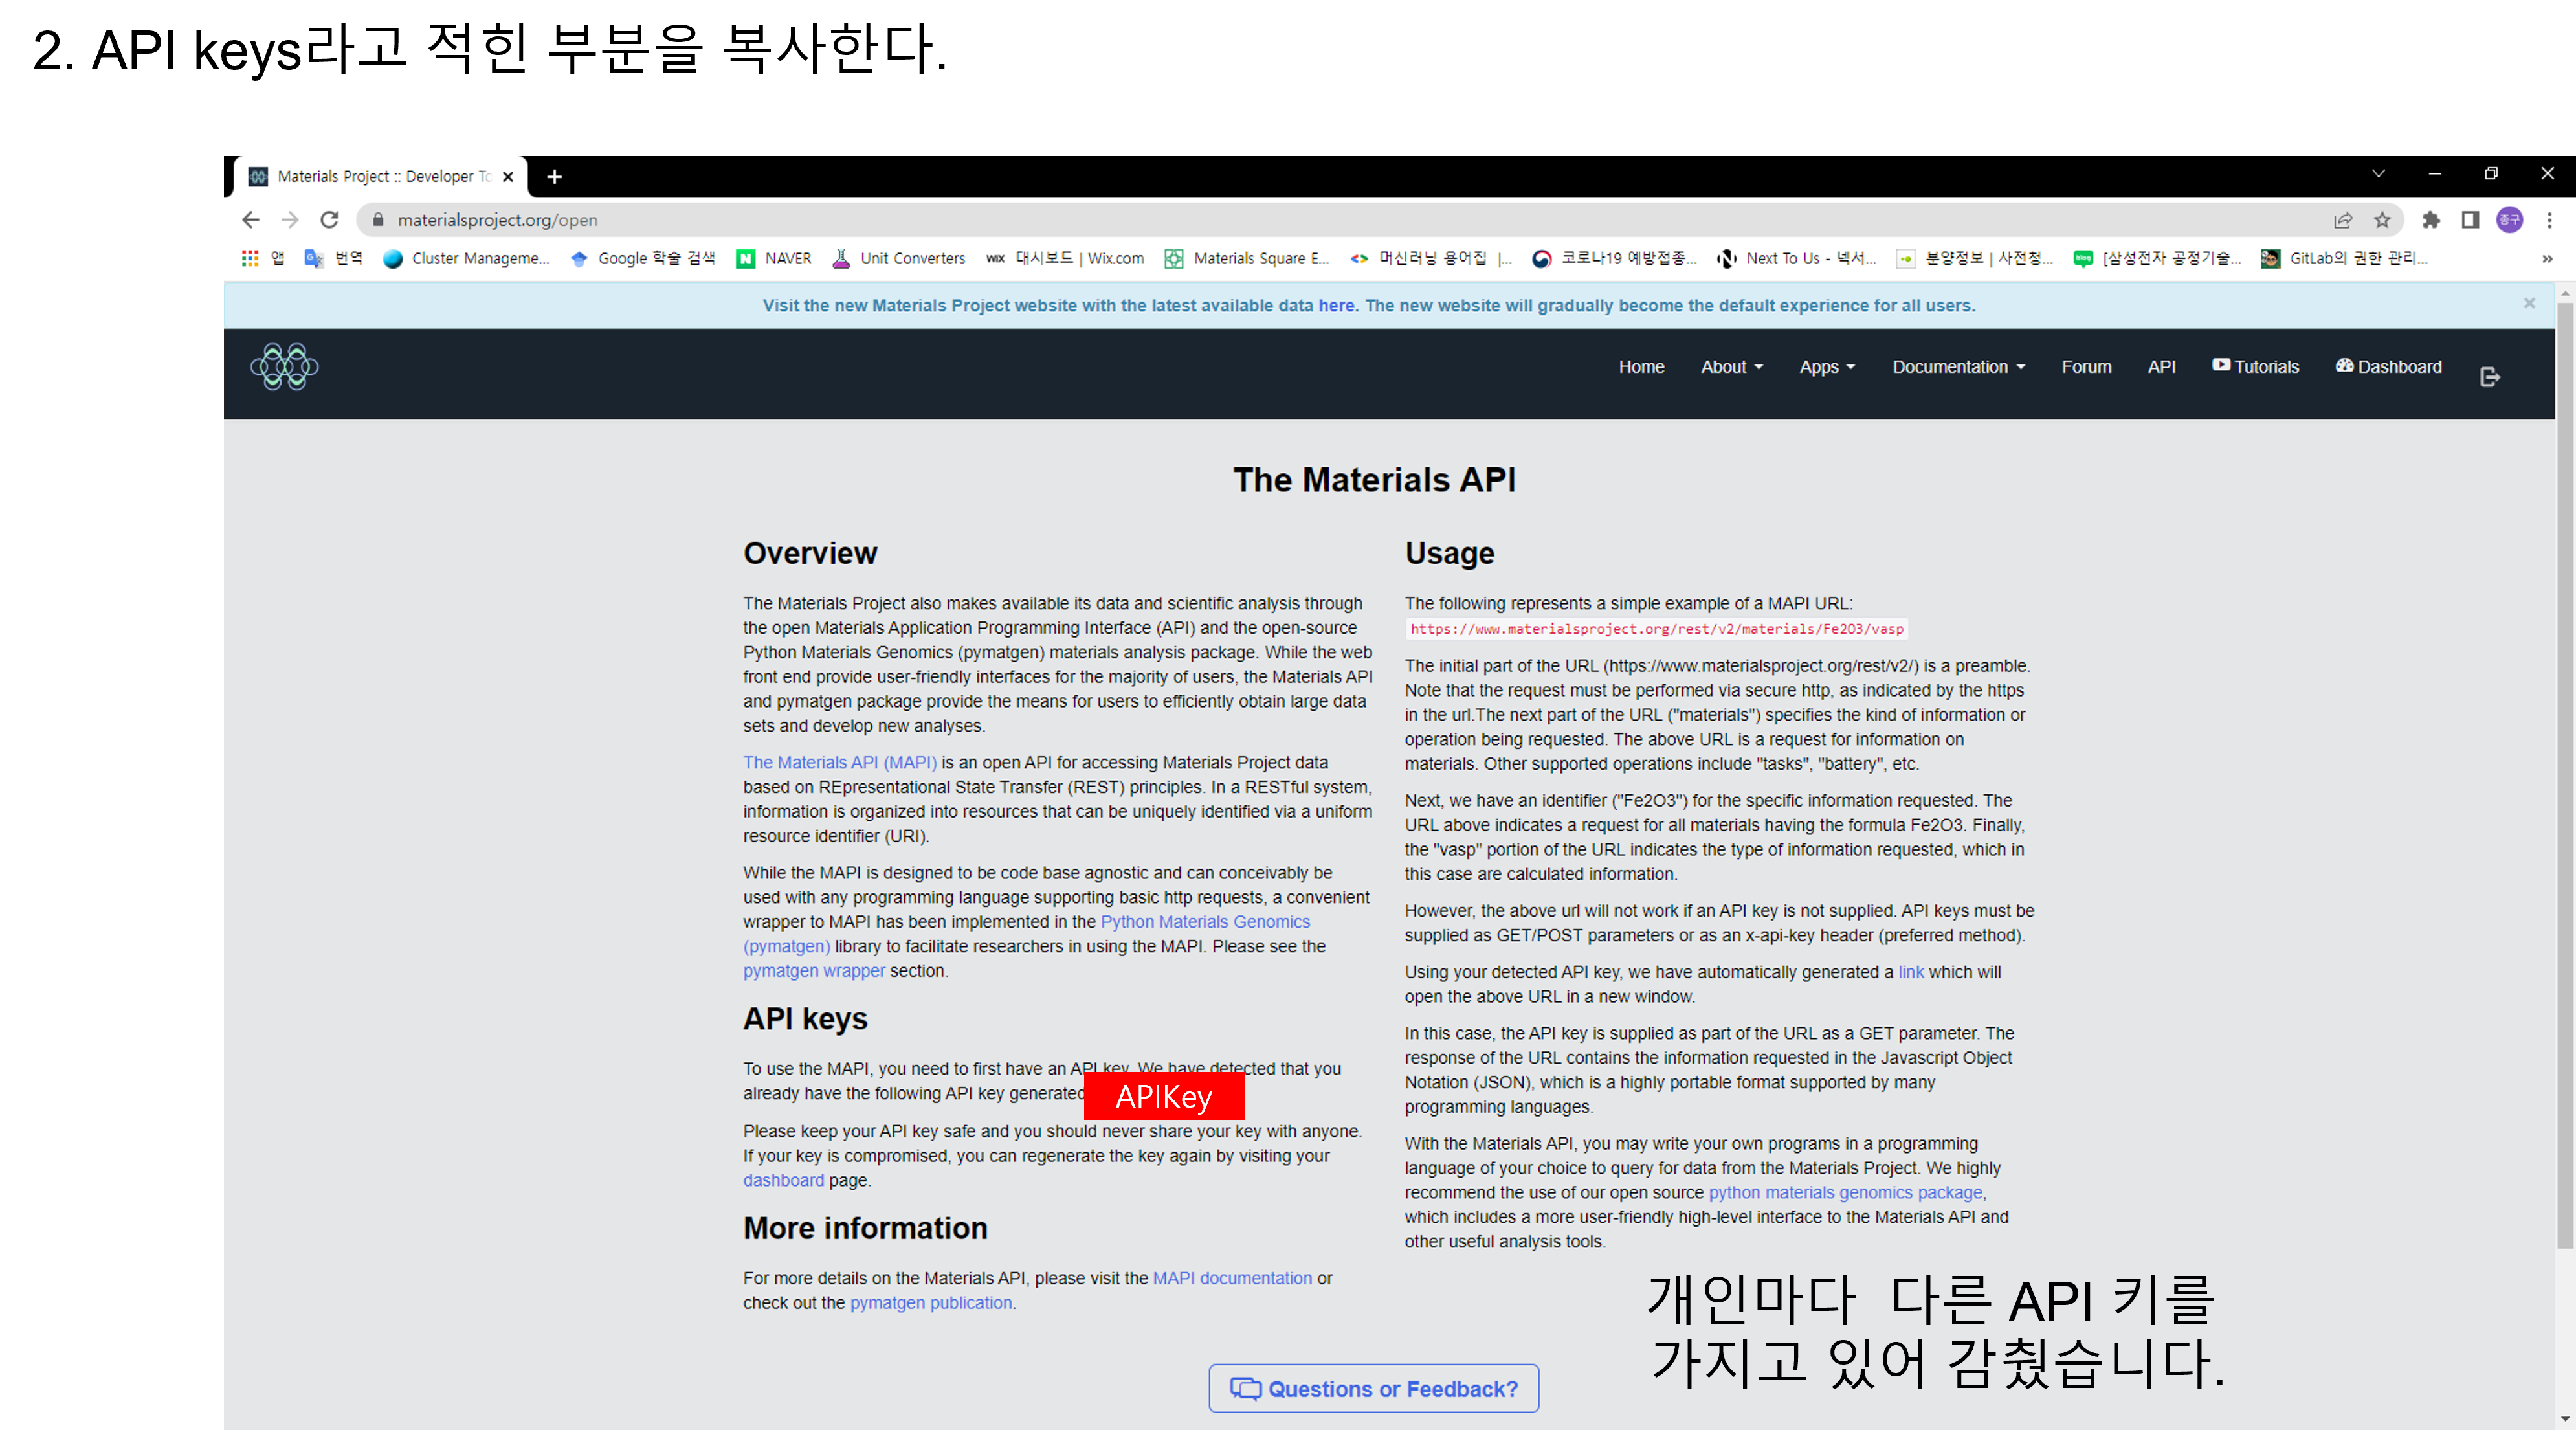 2. API keys라고 적힌 부분을 복사한다.
Materials Project :: Developer To
materialsproject.org/open
종구
앱 번역 Cluster Manageme... Google 학술 검색 NAVER Unit Converters 대시보드 | Wix.com Materials Square E... 머신러닝 용어집 |... 코로나19 예방접종... Next To Us - 넥서... 분양정보 | 사전청... [삼성전자 공정기술... GitLab의 권한 관리... »
Visit the new Materials Project website with the latest available data here. The new website will gradually become the default experience for all users.
Home About Apps Documentation Forum API Tutorials Dashboard
The Materials API
Overview
The Materials Project also makes available its data and scientific analysis through
the open Materials Application Programming Interface (API) and the open-source
Python Materials Genomics (pymatgen) materials analysis package. While the web
front end provide user-friendly interfaces for the majority of users, the Materials API
and pymatgen package provide the means for users to efficiently obtain large data
sets and develop new analyses.
The Materials API (MAPI) is an open API for accessing Materials Project data
based on REpresentational State Transfer (REST) principles. In a RESTful system,
information is organized into resources that can be uniquely identified via a uniform
resource identifier (URI).
While the MAPI is designed to be code base agnostic and can conceivably be
used with any programming language supporting basic http requests, a convenient
wrapper to MAPI has been implemented in the Python Materials Genomics
(pymatgen) library to facilitate researchers in using the MAPI. Please see the
pymatgen wrapper section.
API keys
To use the MAPI, you need to first have an API key. We have detected that you
already have the following API key generated
APIKey
Please keep your API key safe and you should never share your key with anyone.
If your key is compromised, you can regenerate the key again by visiting your
dashboard page.
More information
For more details on the Materials API, please visit the MAPI documentation or
check out the pymatgen publication.
Usage
The following represents a simple example of a MAPI URL:
https://www.materialsproject.org/rest/v2/materials/Fe2O3/vasp
The initial part of the URL (https://www.materialsproject.org/rest/v2/) is a preamble.
Note that the request must be performed via secure http, as indicated by the https
in the url.The next part of the URL ("materials") specifies the kind of information or
operation being requested. The above URL is a request for information on
materials. Other supported operations include "tasks", "battery", etc.
Next, we have an identifier ("Fe2O3") for the specific information requested. The
URL above indicates a request for all materials having the formula Fe2O3. Finally,
the "vasp" portion of the URL indicates the type of information requested, which in
this case are calculated information.
However, the above url will not work if an API key is not supplied. API keys must be
supplied as GET/POST parameters or as an x-api-key header (preferred method).
Using your detected API key, we have automatically generated a link which will
open the above URL in a new window.
In this case, the API key is supplied as part of the URL as a GET parameter. The
response of the URL contains the information requested in the Javascript Object
Notation (JSON), which is a highly portable format supported by many
programming languages.
With the Materials API, you may write your own programs in a programming
language of your choice to query for data from the Materials Project. We highly
recommend the use of our open source python materials genomics package,
which includes a more user-friendly high-level interface to the Materials API and
other useful analysis tools.
개인마다 다른 API 키를
가지고 있어 감췄습니다.
Questions or Feedback?